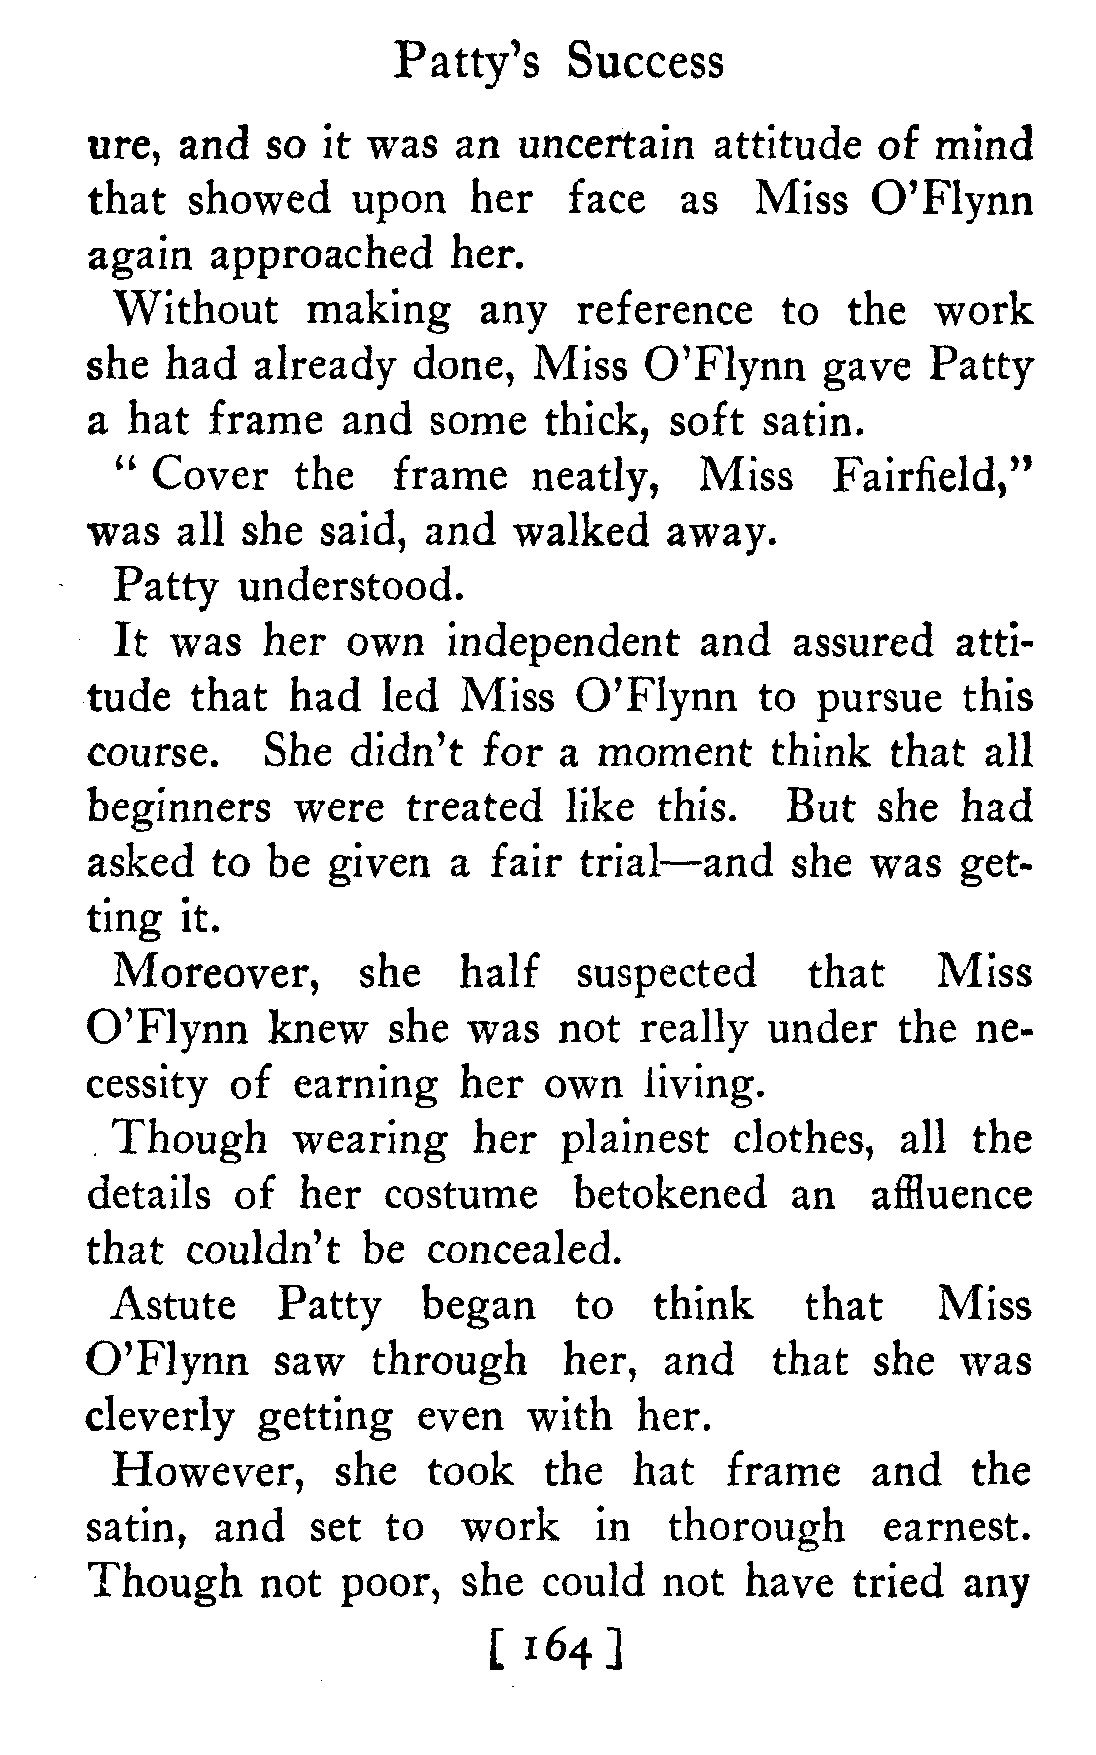 Patty's Success
ure, and so it was an uncertain attitude of mind
that showed upon her face as Miss O'Flynn
again approached her.
Without making any reference to the work
she had already done, Miss O'Flynn gave Patty
a hat frame and some thick, soft satin.
“ Cover the frame neatly, Miss Fairfield,”
was all she said, and walked away.
Patty understood.
It was her own independent and assured atti-
tude that had led Miss O'Flynn to pursue this
course. She didn't for a moment think that all
beginners were treated like this. But she had
asked to be given a fair trial—and she was get-
ting it.
Moreover, she half suspected that Miss
O'Flynn knew she was not really under the ne-
cessity of earning her own living.
Though wearing her plainest clothes, all the
details of her costume betokened an affluence
that couldn't be concealed.
Astute Patty began to think that Miss
O'Flynn saw through her, and that she was
cleverly getting even with her.
However, she took the hat frame and the
satin, and set to work in thorough earnest.
Though not poor, she could not have tried any
[ 164 ]